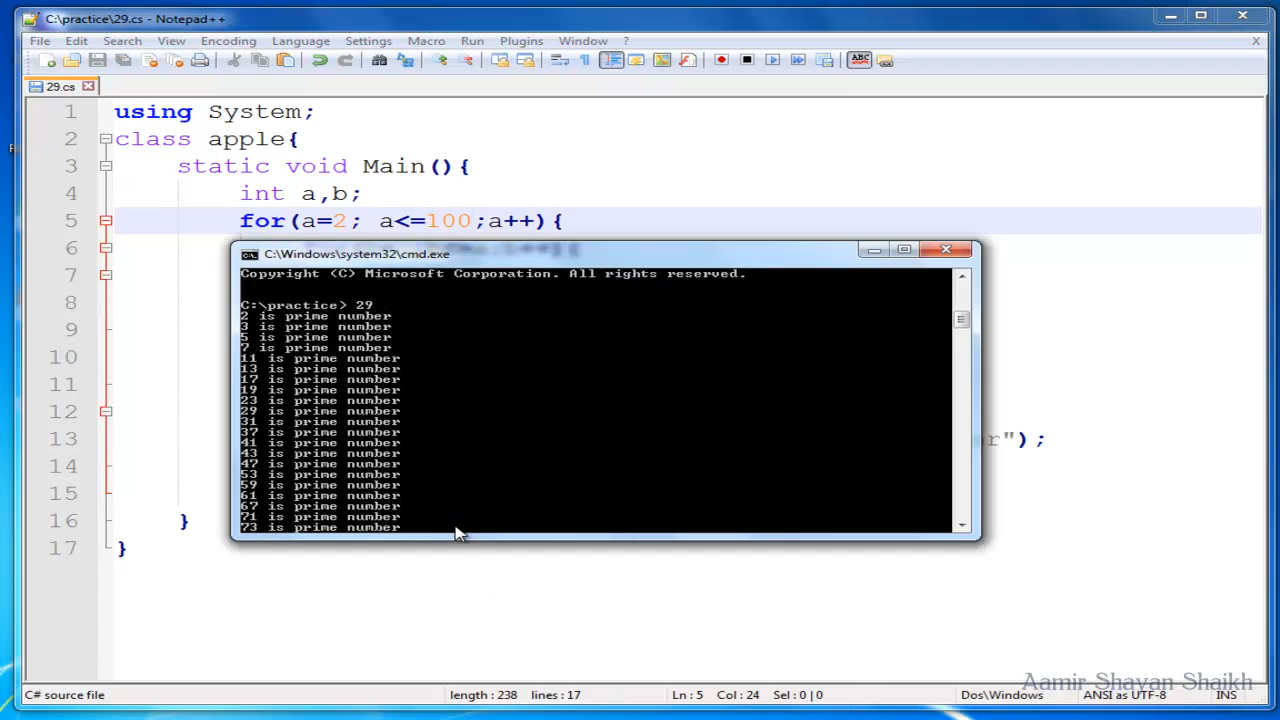 C:\practice\29.cs - Notepad++
File Edit Search View Encoding Language Settings Macro Run Plugins Window ? X
ABC
29.cs
1 using System;
2 class apple{
3 static void Main(){
4 int a,b;
5 for(a=2; a<=100;a++){
6
7
8
9
10
11
12
13 r");
14
15
16 }
17 }
C:\Windows\system32\cmd.exe
Copyright (C) Microsoft Corporation. All rights reserved.
C:\practice> 29
2 is prime number
3 is prime number
5 is prime number
7 is prime number
11 is prime number
13 is prime number
17 is prime number
19 is prime number
23 is prime number
29 is prime number
31 is prime number
37 is prime number
41 is prime number
43 is prime number
47 is prime number
53 is prime number
59 is prime number
61 is prime number
67 is prime number
71 is prime number
73 is prime number
Aamir Shayan Shaikh
C# source file length : 238 lines : 17 Ln : 5 Col : 24 Sel : 0 | 0 Dos\Windows ANSI as UTF-8 INS